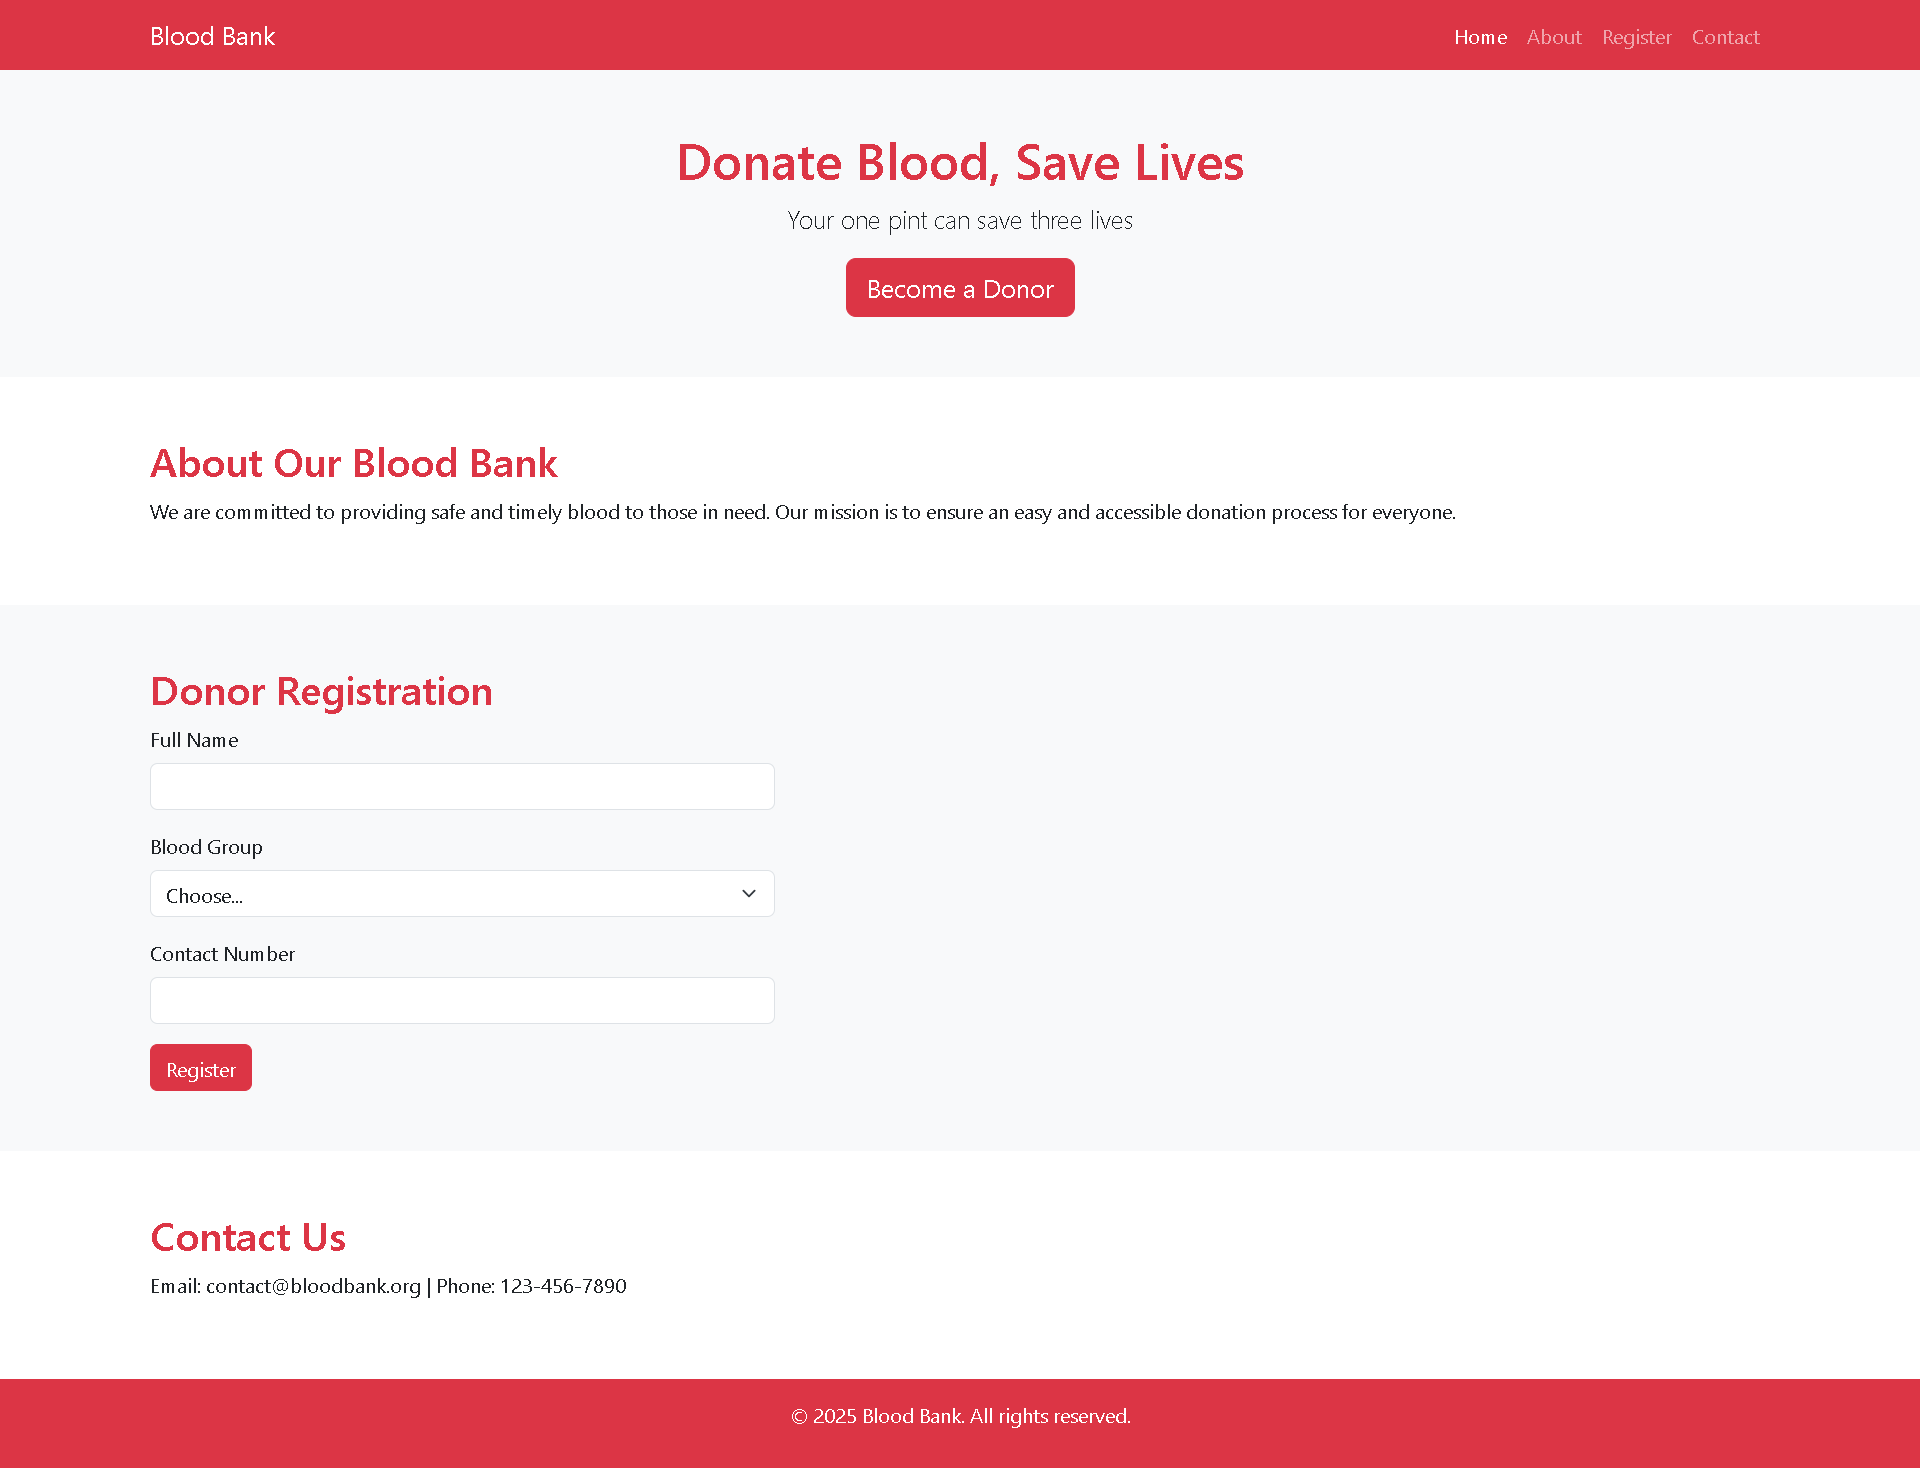 Blood Bank
Home About Register Contact
Donate Blood, Save Lives
Your one pint can save three lives
Become a Donor
About Our Blood Bank
We are committed to providing safe and timely blood to those in need. Our mission is to ensure an easy and accessible donation process for everyone.
Donor Registration
Full Name
Blood Group
Choose...
Contact Number
Register
Contact Us
Email: contact@bloodbank.org | Phone: 123-456-7890
© 2025 Blood Bank. All rights reserved.